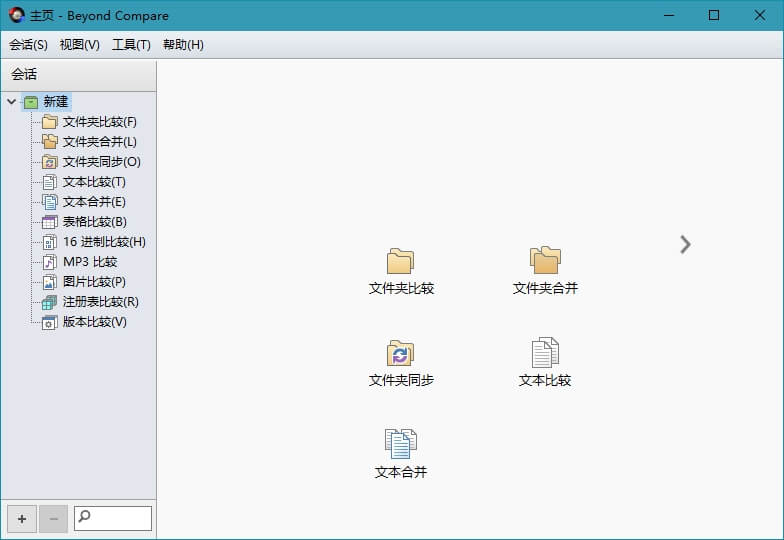 主页 - Beyond Compare
会话(S) 视图(V) 工具(T) 帮助(H)
会话
新建
文件夹比较(F)
文件夹合并(L)
文件夹同步(O)
文本比较(T)
文本合并(E)
表格比较(B)
16 进制比较(H)
MP3 比较
图片比较(P)
注册表比较(R)
版本比较(V)
文件夹比较 文件夹合并
文件夹同步 文本比较
文本合并